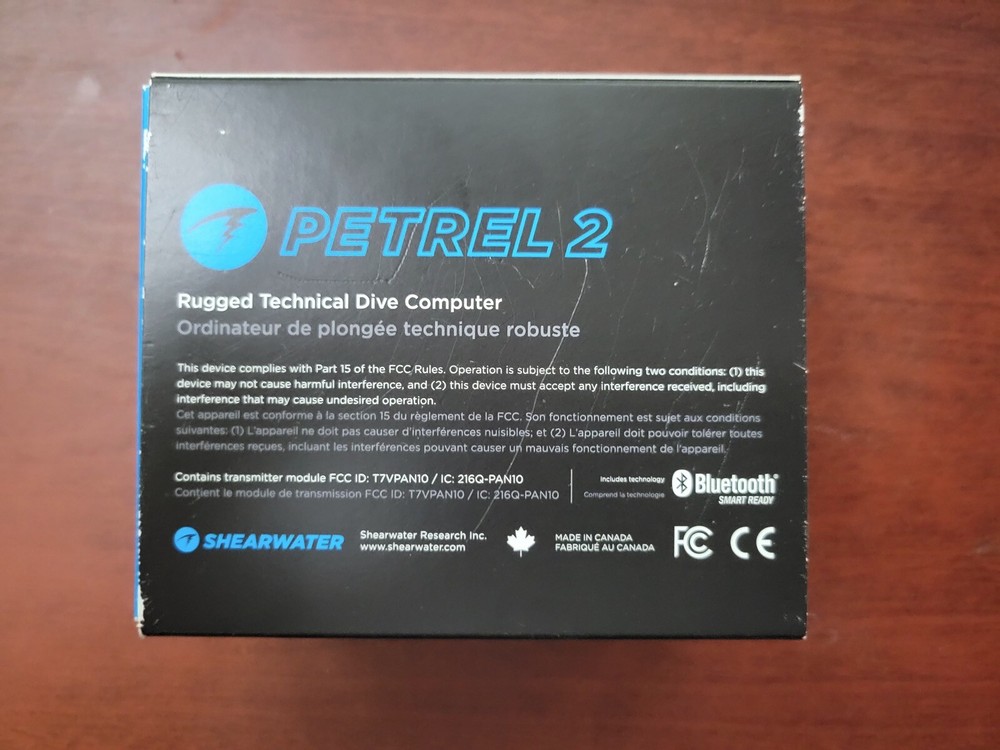 PETREL 2
Rugged Technical Dive Computer
Ordinateur de plongée technique robuste
This device complies with Part 15 of the FCC Rules. Operation is subject to the following two conditions: (1) this
device may not cause harmful interference, and (2) this device must accept any interference received, including
interference that may cause undesired operation.
Cet appareil est conforme à la section 15 du règlement de la FCC. Son fonctionnement est sujet aux conditions
suivantes: (1) L'appareil ne doit pas causer d'interférences nuisibles; et (2) L'appareil doit pouvoir tolérer toutes
interférences reçues, incluant les interférences pouvant causer un mauvais fonctionnement de l'appareil.
Contains transmitter module FCC ID: T7VPAN10 / IC: 216Q-PAN10
Contient le module de transmission FCC ID: T7VPAN10 / IC: 216Q-PAN10
Includes technology
Comprend la technologie
Bluetooth®
SMART READY
SHEARWATER
Shearwater Research Inc.
www.shearwater.com
MADE IN CANADA
FABRIQUÉ AU CANADA
FC CE